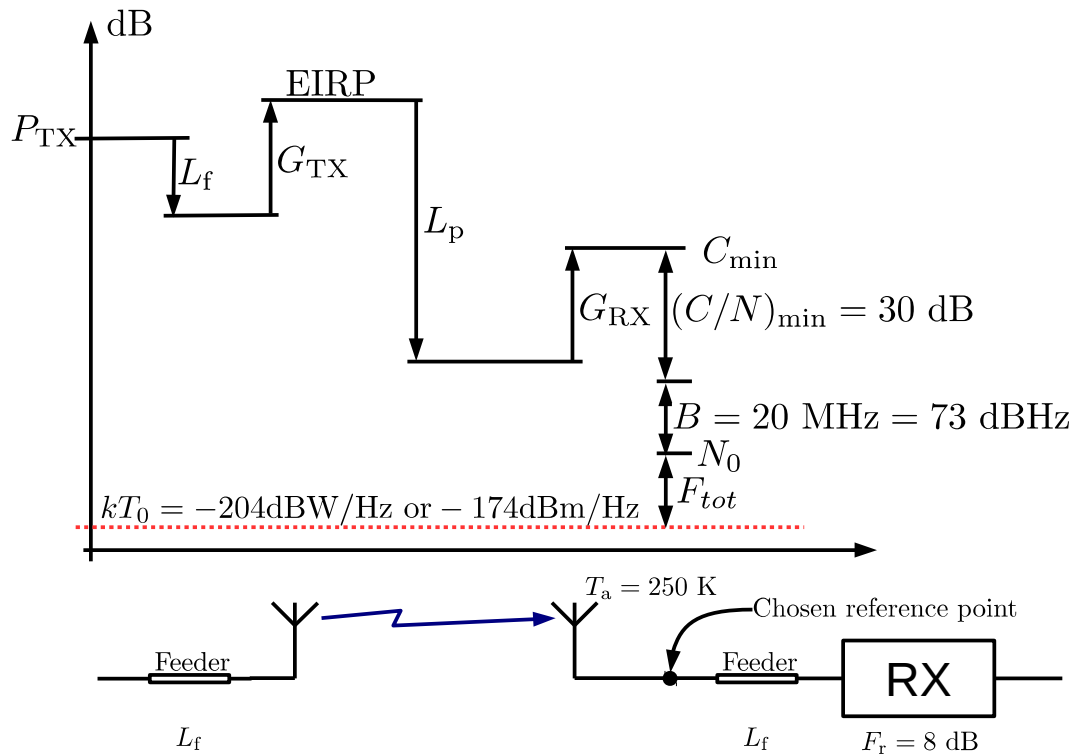 dB
EIRP
P_TX
L_f
G_TX
L_p
C_min
G_RX
(C/N)_min = 30 dB
B = 20 MHz = 73 dBHz
N_0
F_tot
kT_0 = −204dBW/Hz or − 174dBm/Hz
T_a = 250 K
Chosen reference point
Feeder
Feeder
RX
L_f
L_f
F_r = 8 dB